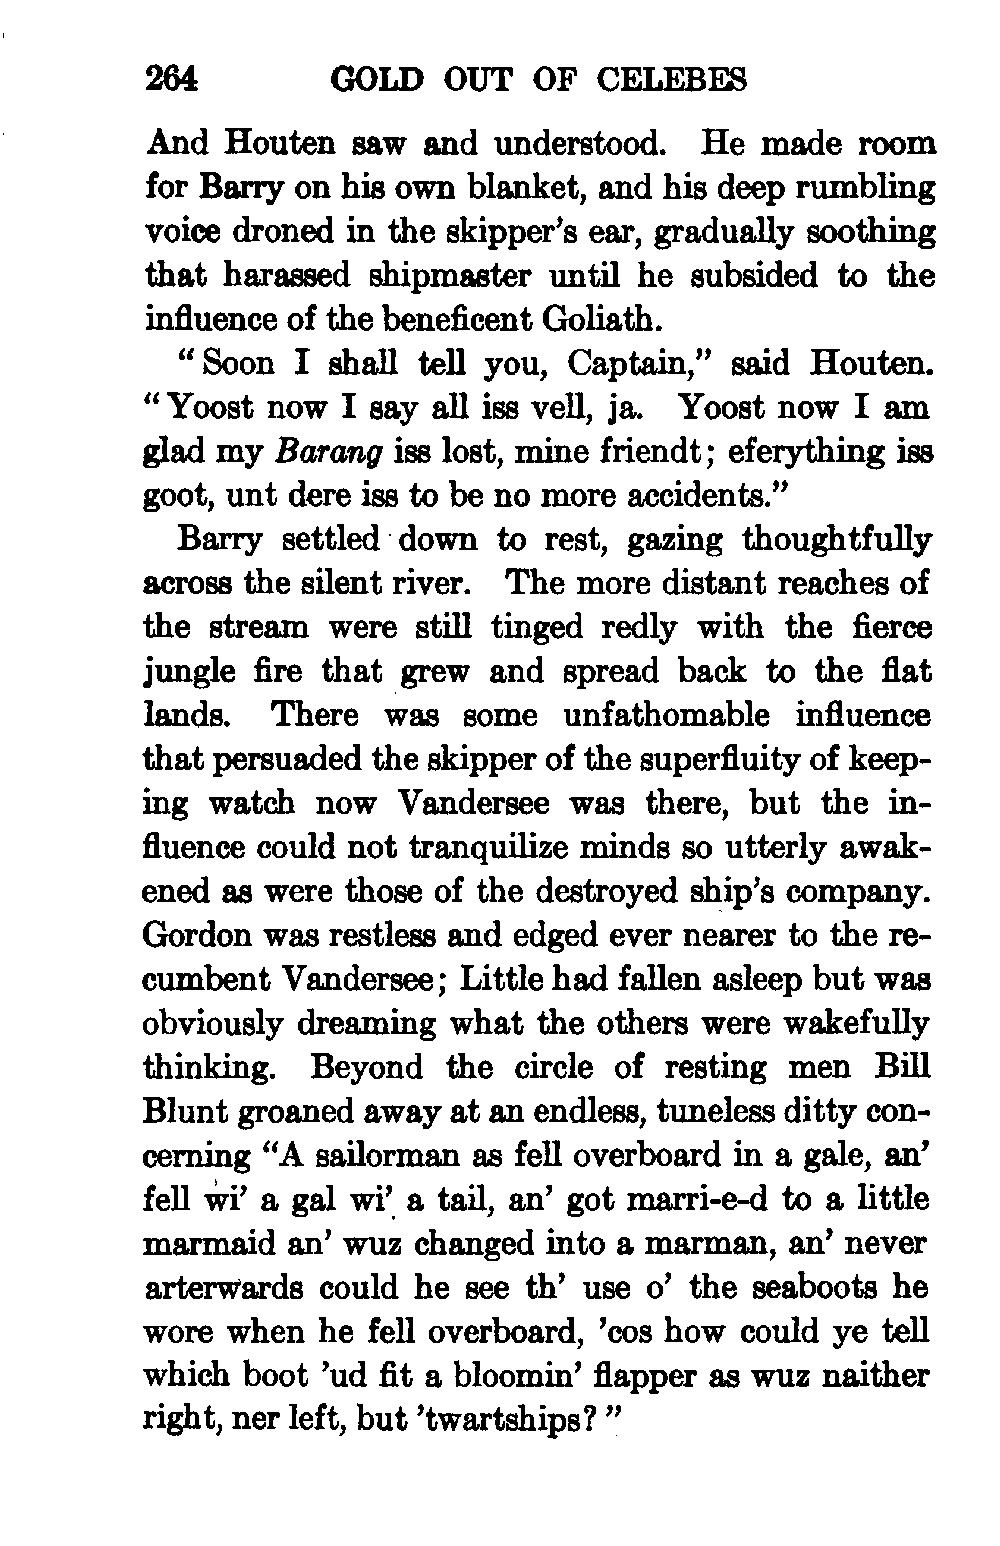 264 GOLD OUT OF CELEBES
And Houten saw and understood. He made room
for Barry on his own blanket, and his deep rumbling
voice droned in the skipper's ear, gradually soothing
that harassed shipmaster until he subsided to the
influence of the beneficent Goliath.
"Soon I shall tell you, Captain," said Houten.
"Yoost now I say all iss vell, ja. Yoost now I am
glad my Barang iss lost, mine friendt; eferything iss
goot, unt dere iss to be no more accidents."
Barry settled down to rest, gazing thoughtfully
across the silent river. The more distant reaches of
the stream were still tinged redly with the fierce
jungle fire that grew and spread back to the flat
lands. There was some unfathomable influence
that persuaded the skipper of the superfluity of keep-
ing watch now Vandersee was there, but the in-
fluence could not tranquilize minds so utterly awak-
ened as were those of the destroyed ship's company.
Gordon was restless and edged ever nearer to the re-
cumbent Vandersee; Little had fallen asleep but was
obviously dreaming what the others were wakefully
thinking. Beyond the circle of resting men Bill
Blunt groaned away at an endless, tuneless ditty con-
cerning "A sailorman as fell overboard in a gale, an'
fell wi' a gal wi' a tail, an' got marri-e-d to a little
marmaid an' wuz changed into a marman, an' never
arterwards could he see th' use o' the seaboots he
wore when he fell overboard, 'cos how could ye tell
which boot 'ud fit a bloomin' flapper as wuz naither
right, ner left, but 'twartships?"